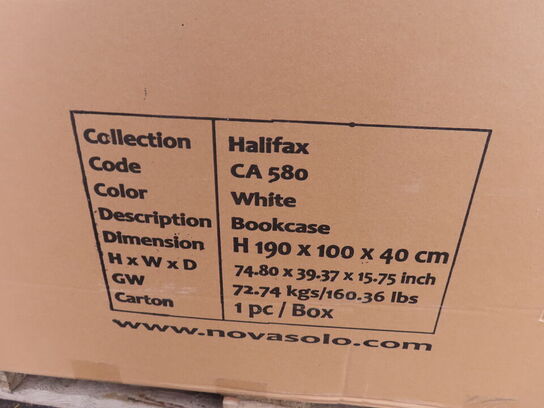 Collection Halifax
Code CA 580
Color White
Description Bookcase
Dimension H 190 x 100 x 40 cm
H x W x D 74.80 x 39.37 x 15.75 inch
GW 72.74 kgs/160.36 lbs
Carton 1 pc / Box
www.novasolo.com